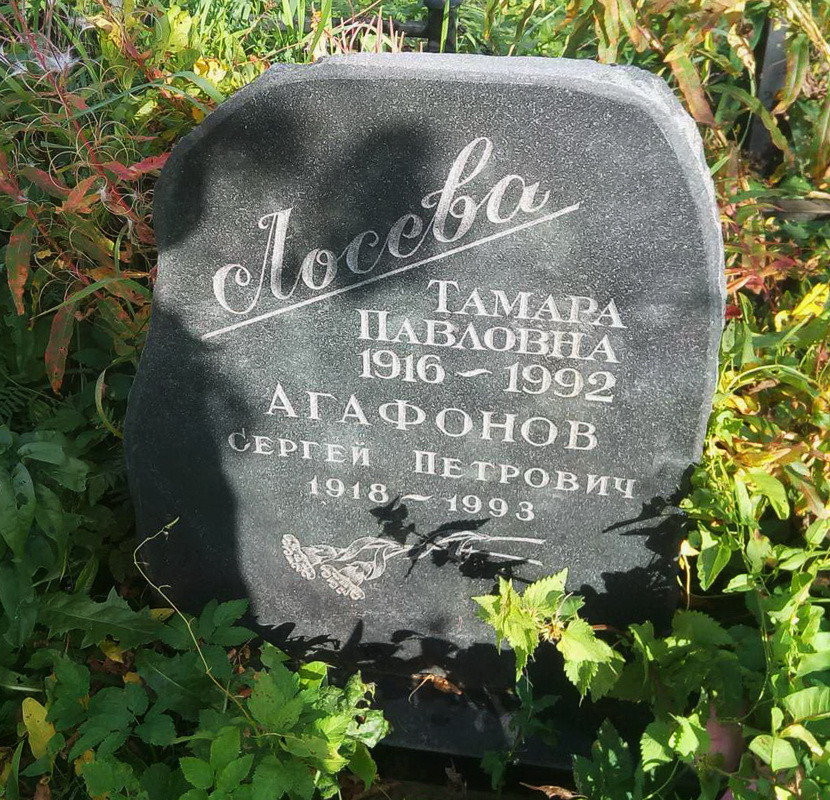 Лосева
Тамара
Павловна
1916 ~ 1992
Агафонов
Сергей Петрович
1918 ~ 1993